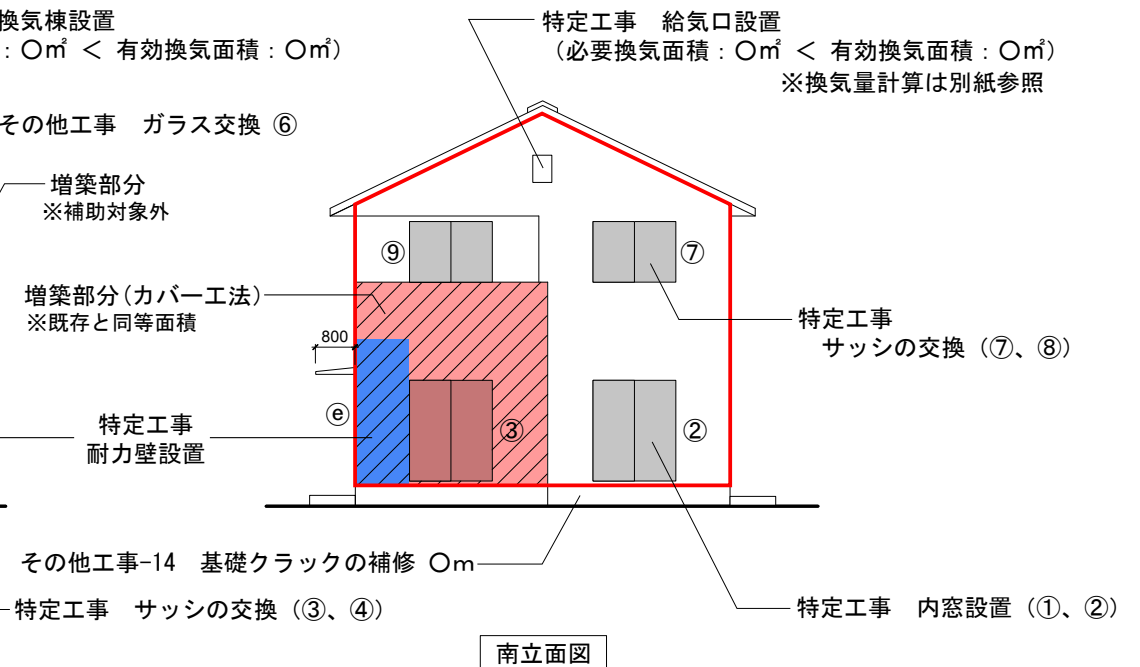 換気棟設置
：〇㎡ ＜ 有効換気面積：〇㎡）
特定工事　給気口設置
（必要換気面積：〇㎡ ＜ 有効換気面積：〇㎡）
※換気量計算は別紙参照
その他工事　ガラス交換 ⑥
増築部分
※補助対象外
⑨
⑦
増築部分（カバー工法）
※既存と同等面積
800
特定工事
サッシの交換（⑦、⑧）
ⓔ
特定工事
耐力壁設置
③
②
その他工事-14　基礎クラックの補修 〇m
特定工事　サッシの交換（③、④）
特定工事　内窓設置（①、②）
南立面図